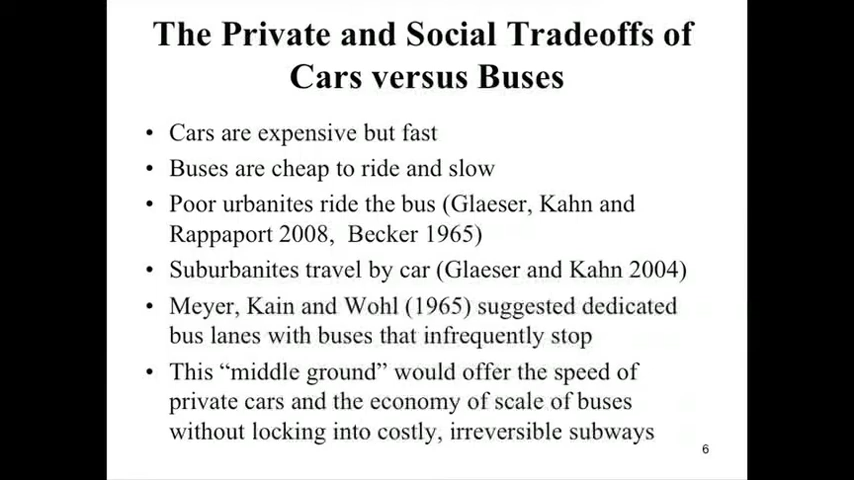 The Private and Social Tradeoffs of
Cars versus Buses
• Cars are expensive but fast
• Buses are cheap to ride and slow
• Poor urbanites ride the bus (Glaeser, Kahn and
Rappaport 2008, Becker 1965)
• Suburbanites travel by car (Glaeser and Kahn 2004)
• Meyer, Kain and Wohl (1965) suggested dedicated
bus lanes with buses that infrequently stop
• This “middle ground” would offer the speed of
private cars and the economy of scale of buses
without locking into costly, irreversible subways
6